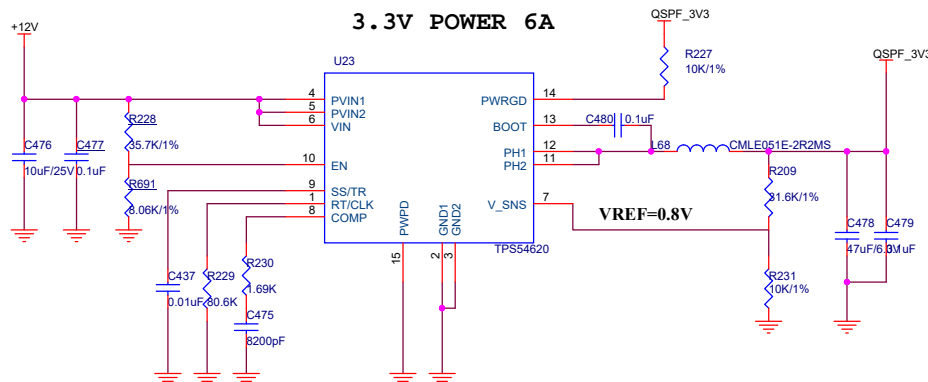 3.3V POWER 6A
+12V
QSPF_3V3
QSPF_3V3
U23
R227
10K/1%
4
PVIN1
5
PVIN2
6
VIN
PWRGD
14
BOOT
13
C480
0.1uF
PH1
12
PH2
11
L68
CMLE051E-2R2MS
C476
10uF/25V
C477
0.1uF
R228
35.7K/1%
10
EN
R691
8.06K/1%
9
SS/TR
1
RT/CLK
8
COMP
V_SNS
7
VREF=0.8V
R209
31.6K/1%
PWPD
GND1
GND2
TPS54620
15
2
3
C437
0.01uF
R229
80.6K
R230
1.69K
C475
8200pF
R231
10K/1%
C478
47uF/6.3V
C479
0.1uF